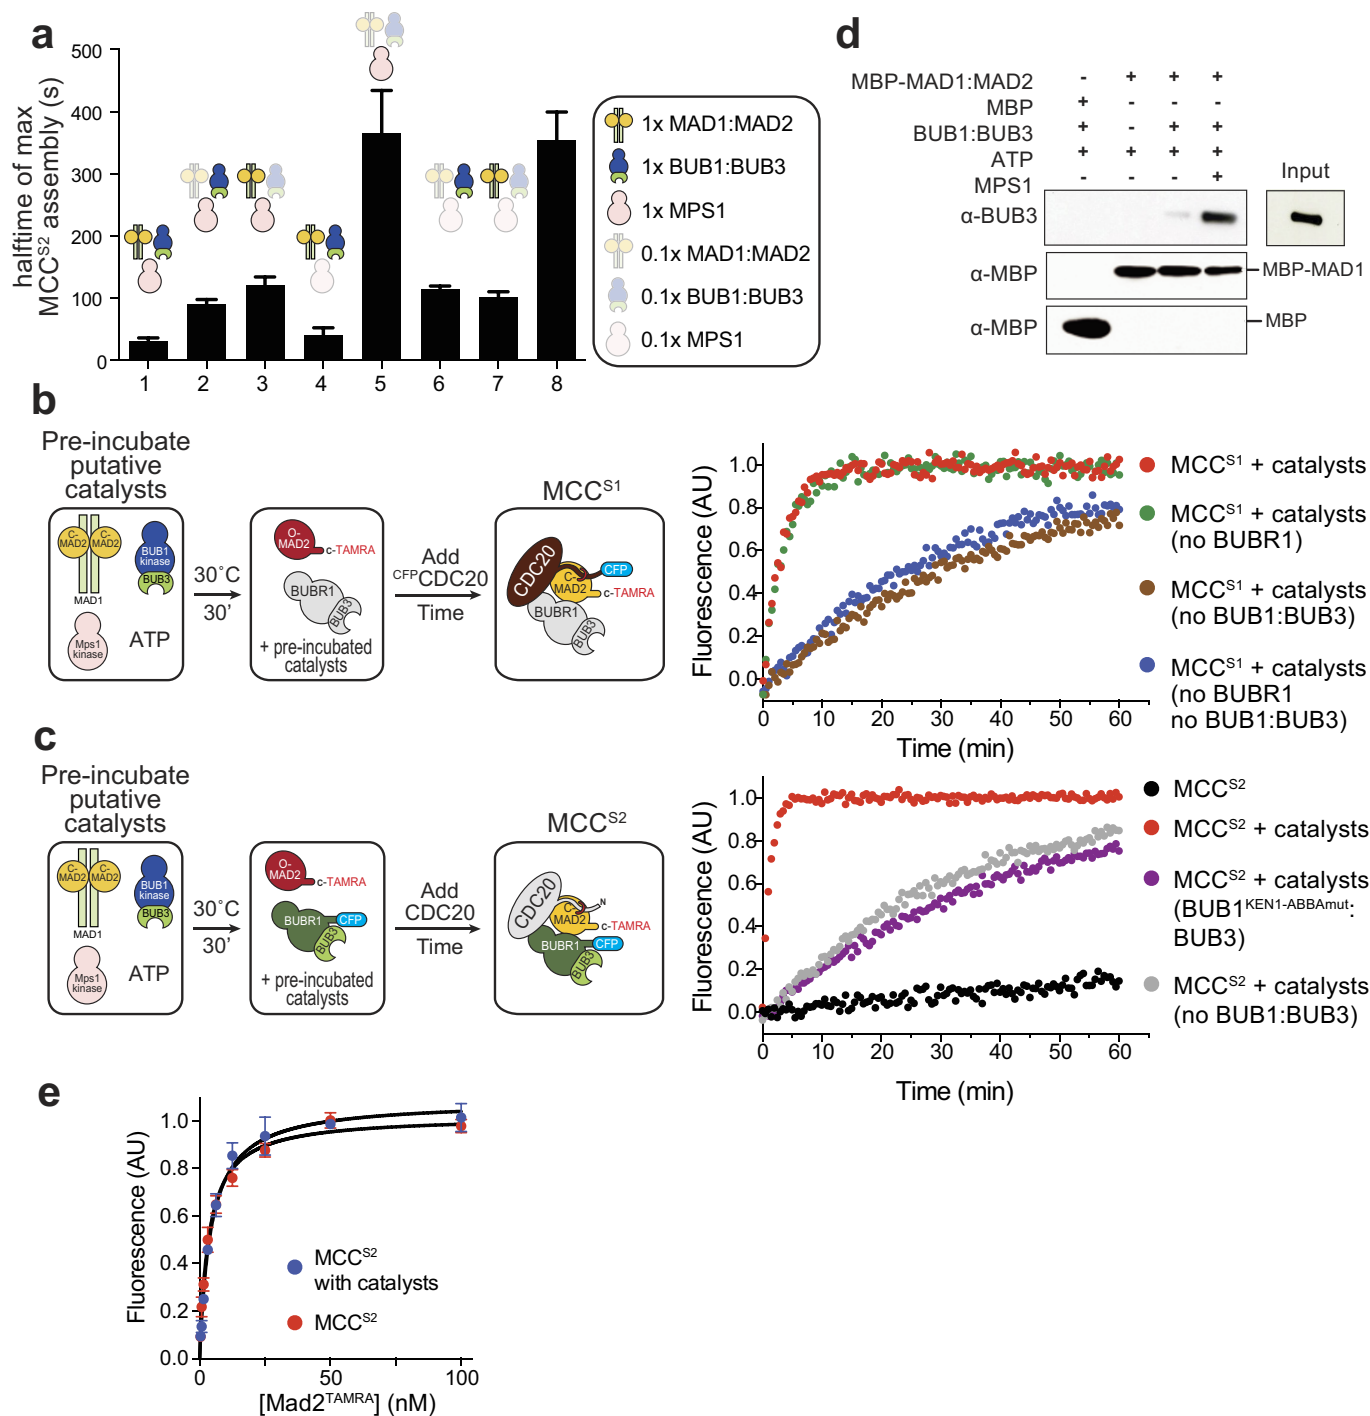 a
halftime of max
MCC^S2 assembly (s)
500
400
300
200
100
0
1
2
3
4
5
6
7
8
1x MAD1:MAD2
1x BUB1:BUB3
1x MPS1
0.1x MAD1:MAD2
0.1x BUB1:BUB3
0.1x MPS1
d
MBP-MAD1:MAD2 - + + +
MBP + - - -
BUB1:BUB3 + - + +
ATP + + + +
MPS1 - - - +
Input
α-BUB3
α-MBP
MBP-MAD1
α-MBP
MBP
b
Pre-incubate
putative
catalysts
C-
MAD2
C-
MAD2
MAD1
BUB1
kinase
BUB3
Mps1
kinase
ATP
30°C
30'
O-
MAD2
c-TAMRA
BUBR1
BUB3
+ pre-incubated
catalysts
Add
CFPCDC20
Time
MCC^S1
CDC20
C-
MAD2
CFP
c-TAMRA
BUBR1
BUB3
Fluorescence (AU)
1.0
0.8
0.6
0.4
0.2
0.0
0 10 20 30 40 50 60
Time (min)
MCC^S1 + catalysts
MCC^S1 + catalysts
(no BUBR1)
MCC^S1 + catalysts
(no BUB1:BUB3)
MCC^S1 + catalysts
(no BUBR1
no BUB1:BUB3)
c
Pre-incubate
putative
catalysts
C-
MAD2
C-
MAD2
MAD1
BUB1
kinase
BUB3
Mps1
kinase
ATP
30°C
30'
O-
MAD2
c-TAMRA
BUBR1
CFP
BUB3
+ pre-incubated
catalysts
Add
CDC20
Time
MCC^S2
CDC20
C-
MAD2
N
c-TAMRA
BUBR1
CFP
BUB3
Fluorescence (AU)
1.0
0.8
0.6
0.4
0.2
0.0
0 10 20 30 40 50 60
Time (min)
MCC^S2
MCC^S2 + catalysts
MCC^S2 + catalysts
(BUB1^KEN1-ABBAmut:
BUB3)
MCC^S2 + catalysts
(no BUB1:BUB3)
e
Fluorescence (AU)
1.0
0.8
0.6
0.4
0.2
0.0
0 50 100
[Mad2^TAMRA] (nM)
MCC^S2
with catalysts
MCC^S2